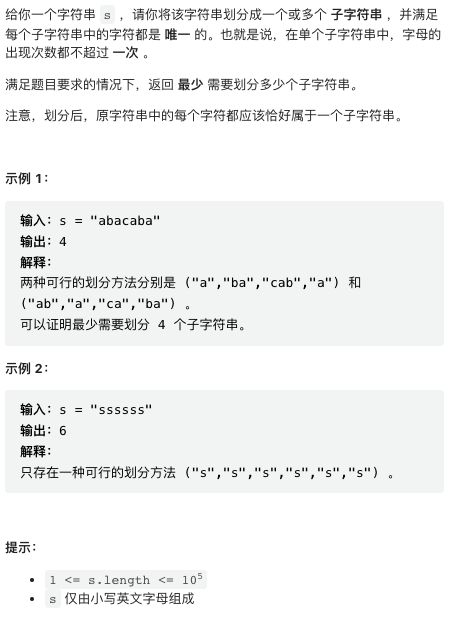 给你一个字符串 s ，请你将该字符串划分成一个或多个 子字符串 ，并满足
每个子字符串中的字符都是 唯一 的。也就是说，在单个子字符串中，字母的
出现次数都不超过 一次 。
满足题目要求的情况下，返回 最少 需要划分多少个子字符串。
注意，划分后，原字符串中的每个字符都应该恰好属于一个子字符串。
示例 1：
输入：s = "abacaba"
输出：4
解释：
两种可行的划分方法分别是 ("a","ba","cab","a") 和
("ab","a","ca","ba") 。
可以证明最少需要划分 4 个子字符串。
示例 2：
输入：s = "ssssss"
输出：6
解释：
只存在一种可行的划分方法 ("s","s","s","s","s","s") 。
提示：
• 1 <= s.length <= 10⁵
• s 仅由小写英文字母组成